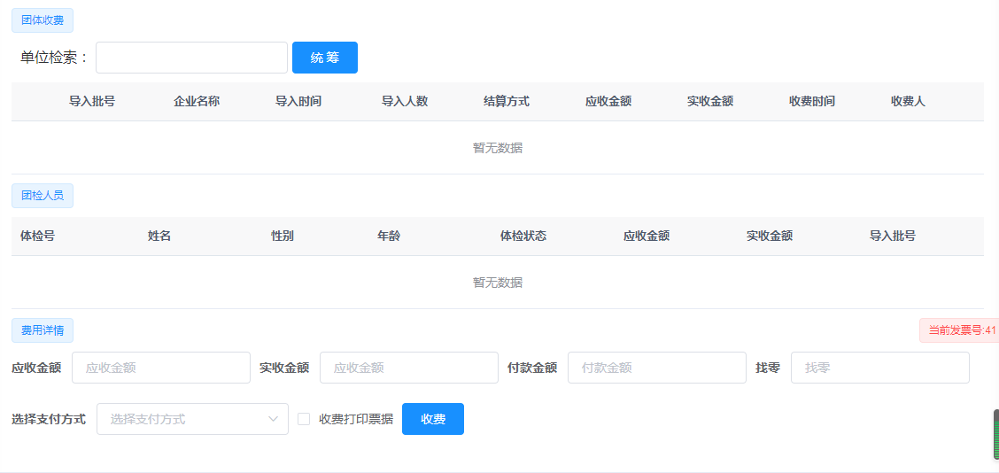 团体收费
单位检索： 统 筹
导入批号 企业名称 导入时间 导入人数 结算方式 应收金额 实收金额 收费时间 收费人
暂无数据
团检人员
体检号 姓名 性别 年龄 体检状态 应收金额 实收金额 导入批号
暂无数据
费用详情 当前发票号:41
应收金额 应收金额 实收金额 应收金额 付款金额 付款金额 找零 找零
选择支付方式 选择支付方式 收费打印票据 收费